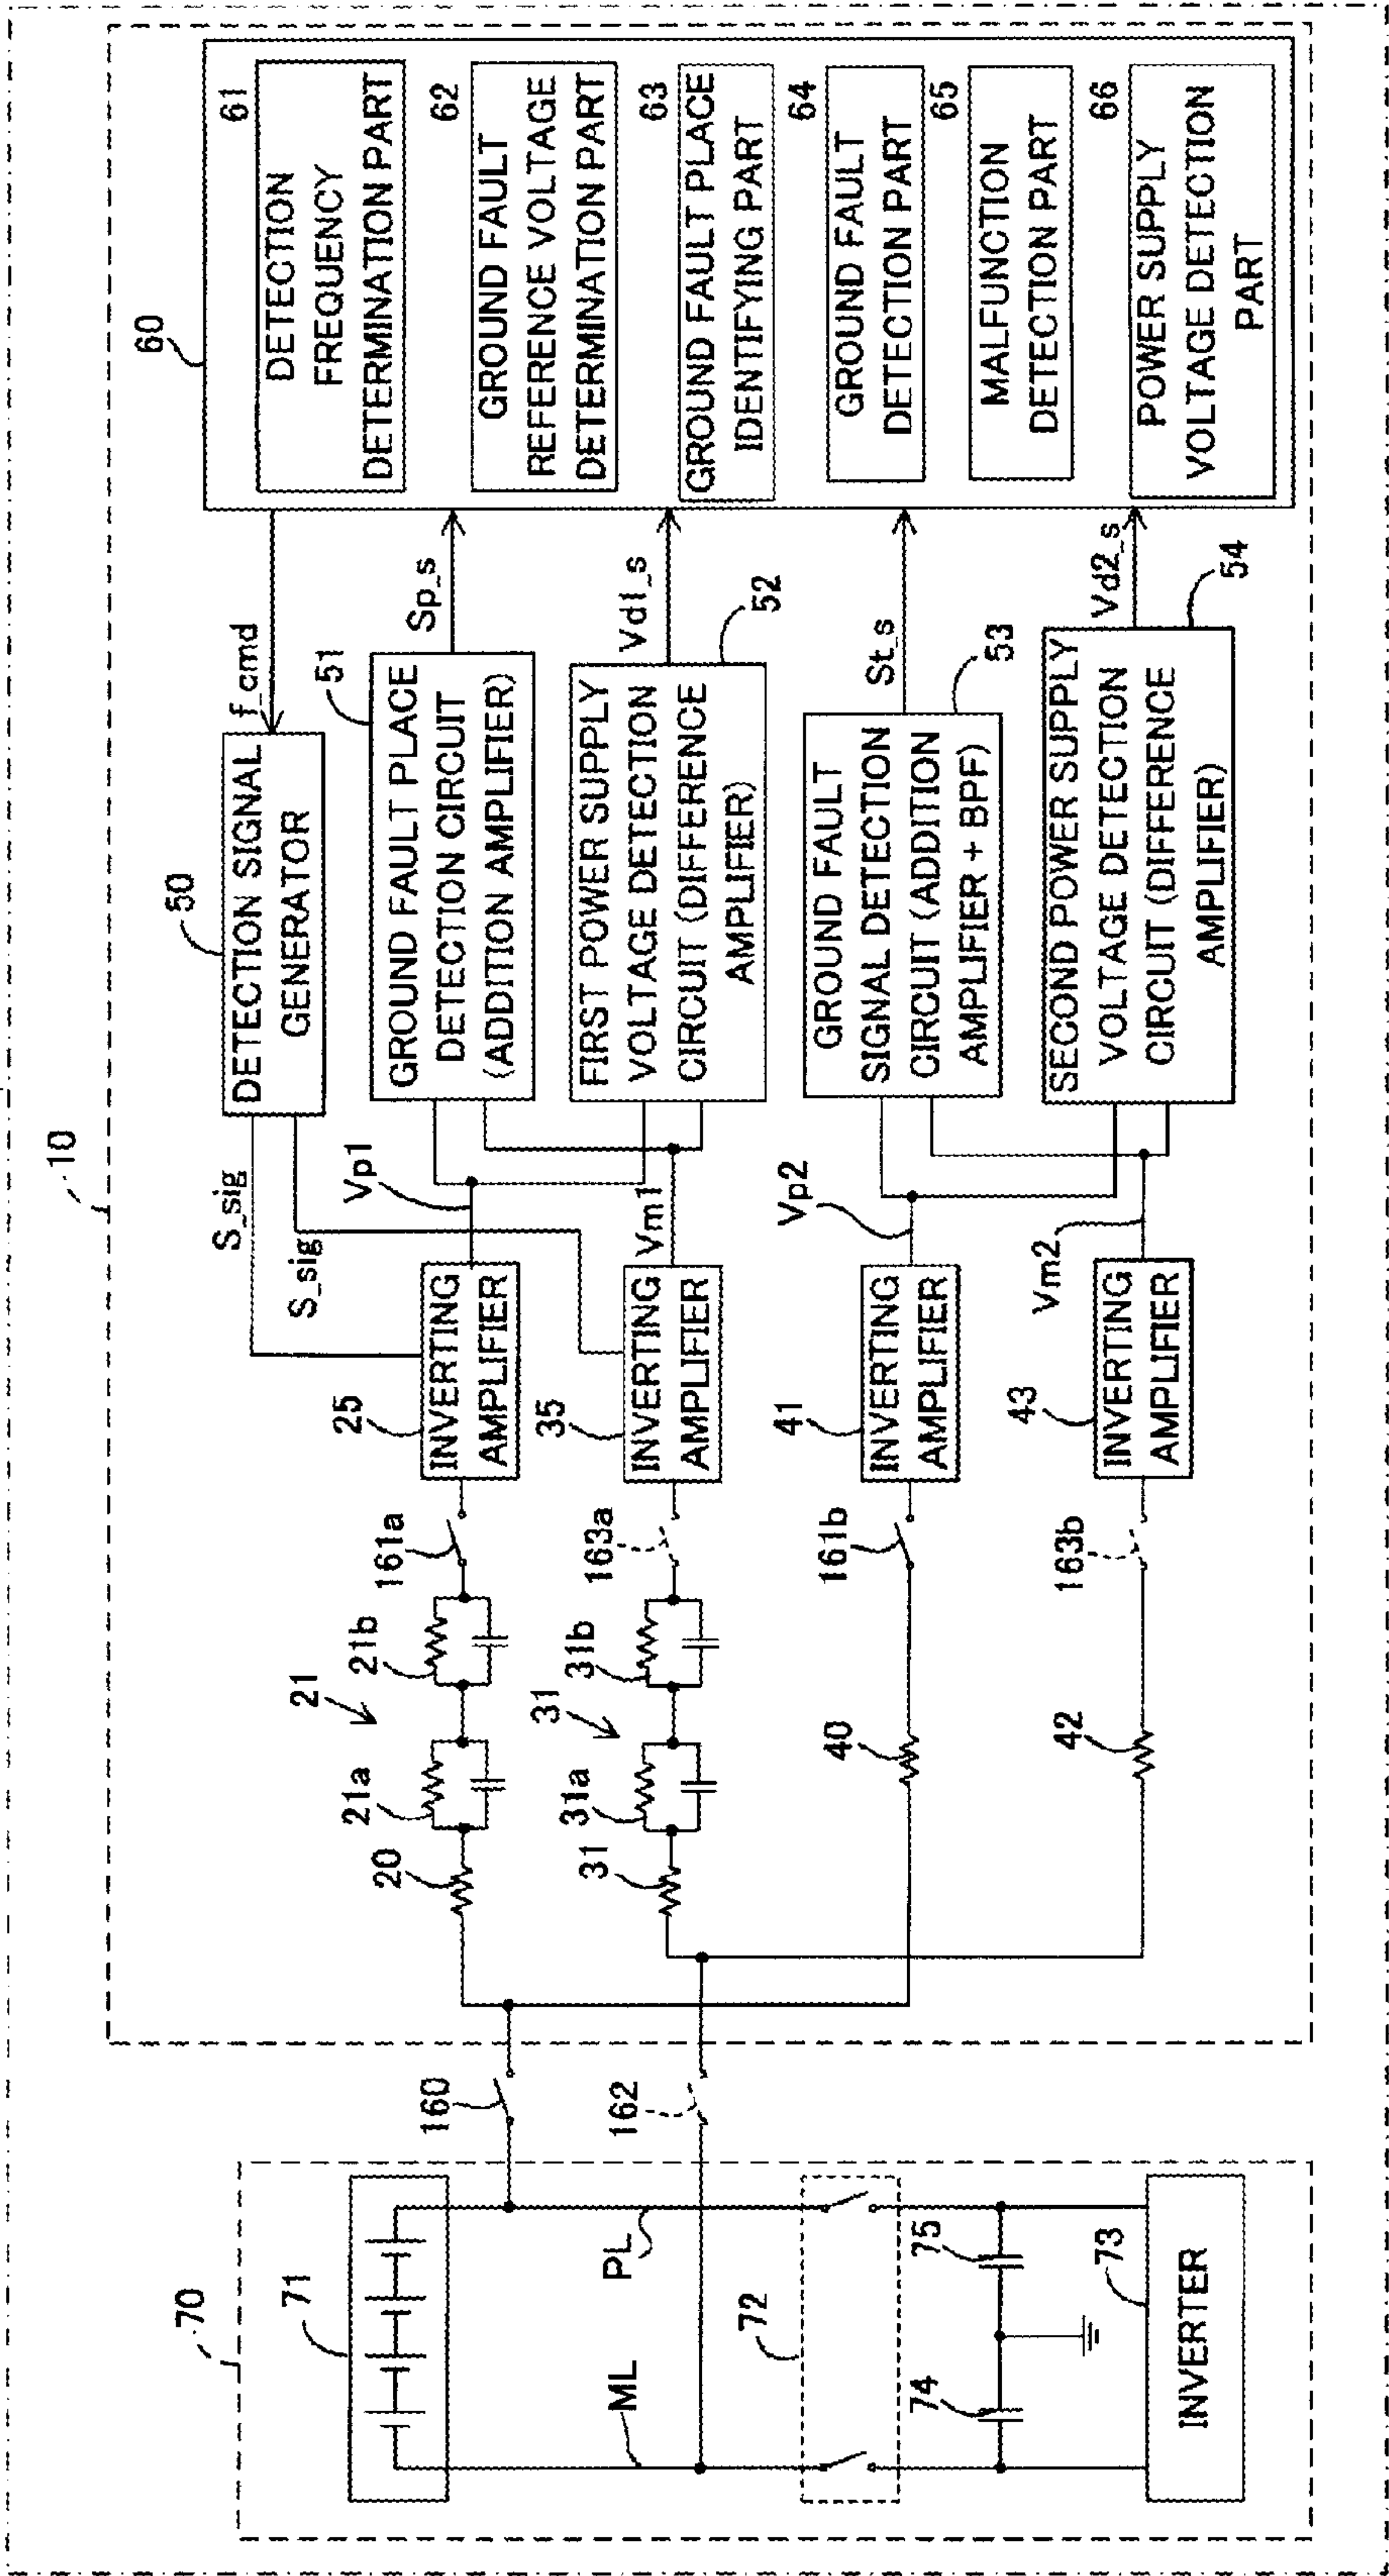 10
60
61
DETECTION
FREQUENCY
DETERMINATION PART
62
GROUND FAULT
REFERENCE VOLTAGE
DETERMINATION PART
63
GROUND FAULT PLACE
IDENTIFYING PART
64
GROUND FAULT
DETECTION PART
65
MALFUNCTION
DETECTION PART
66
POWER SUPPLY
VOLTAGE DETECTION
PART
f_cmd
Sp_s
Vd1_s
St_s
Vd2_s
50
DETECTION SIGNAL
GENERATOR
51
GROUND FAULT PLACE
DETECTION CIRCUIT
(ADDITION AMPLIFIER)
52
FIRST POWER SUPPLY
VOLTAGE DETECTION
CIRCUIT (DIFFERENCE
AMPLIFIER)
53
GROUND FAULT
SIGNAL DETECTION
CIRCUIT (ADDITION
AMPLIFIER + BPF)
54
SECOND POWER SUPPLY
VOLTAGE DETECTION
CIRCUIT (DIFFERENCE
AMPLIFIER)
S_sig
S_sig
Vp1
Vm1
Vp2
Vm2
25
INVERTING
AMPLIFIER
35
INVERTING
AMPLIFIER
41
INVERTING
AMPLIFIER
43
INVERTING
AMPLIFIER
161a
163a
161b
163b
21
21b
21a
20
31
31b
31a
31
40
42
160
162
70
71
PL
ML
72
75
74
73
INVERTER